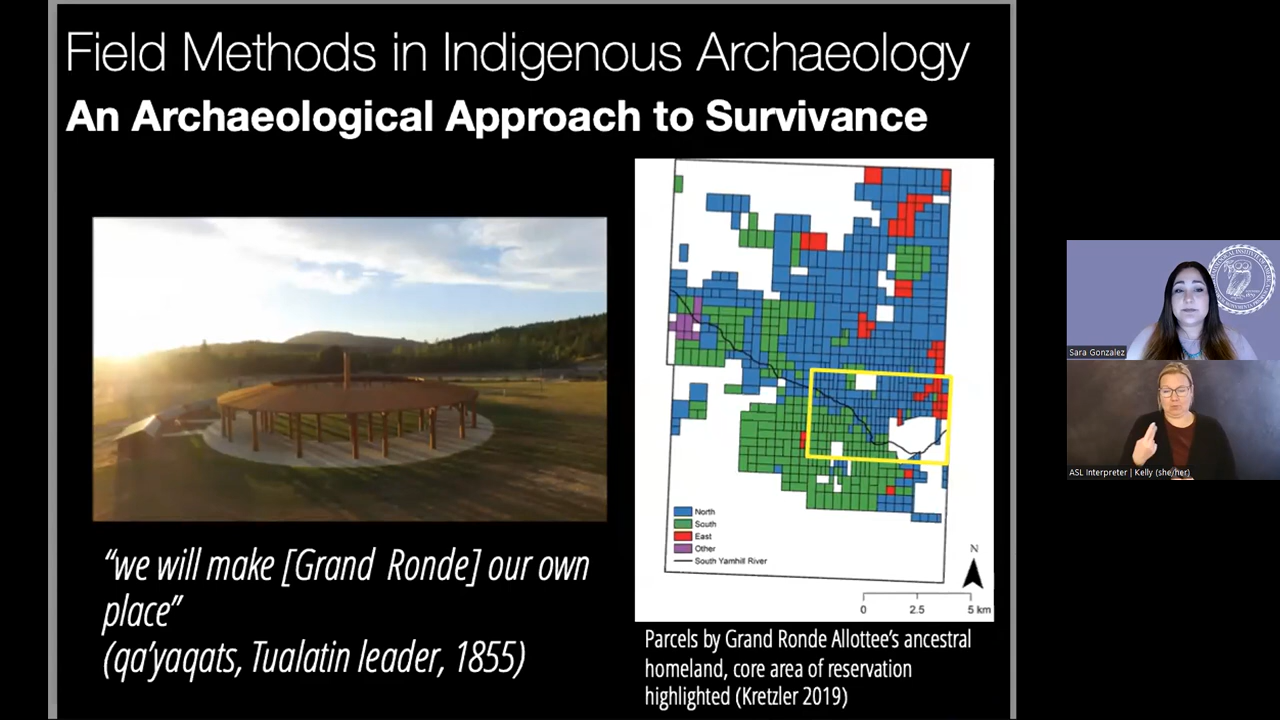 Field Methods in Indigenous Archaeology
An Archaeological Approach to Survivance
“we will make [Grand Ronde] our own
place”
(qa’yaqats, Tualatin leader, 1855)
North
South
East
Other
South Yamhill River
N
0 2.5 5 km
Parcels by Grand Ronde Allottee’s ancestral
homeland, core area of reservation
highlighted (Kretzler 2019)
Sara Gonzalez
ASL Interpreter | Kelly (she/her)